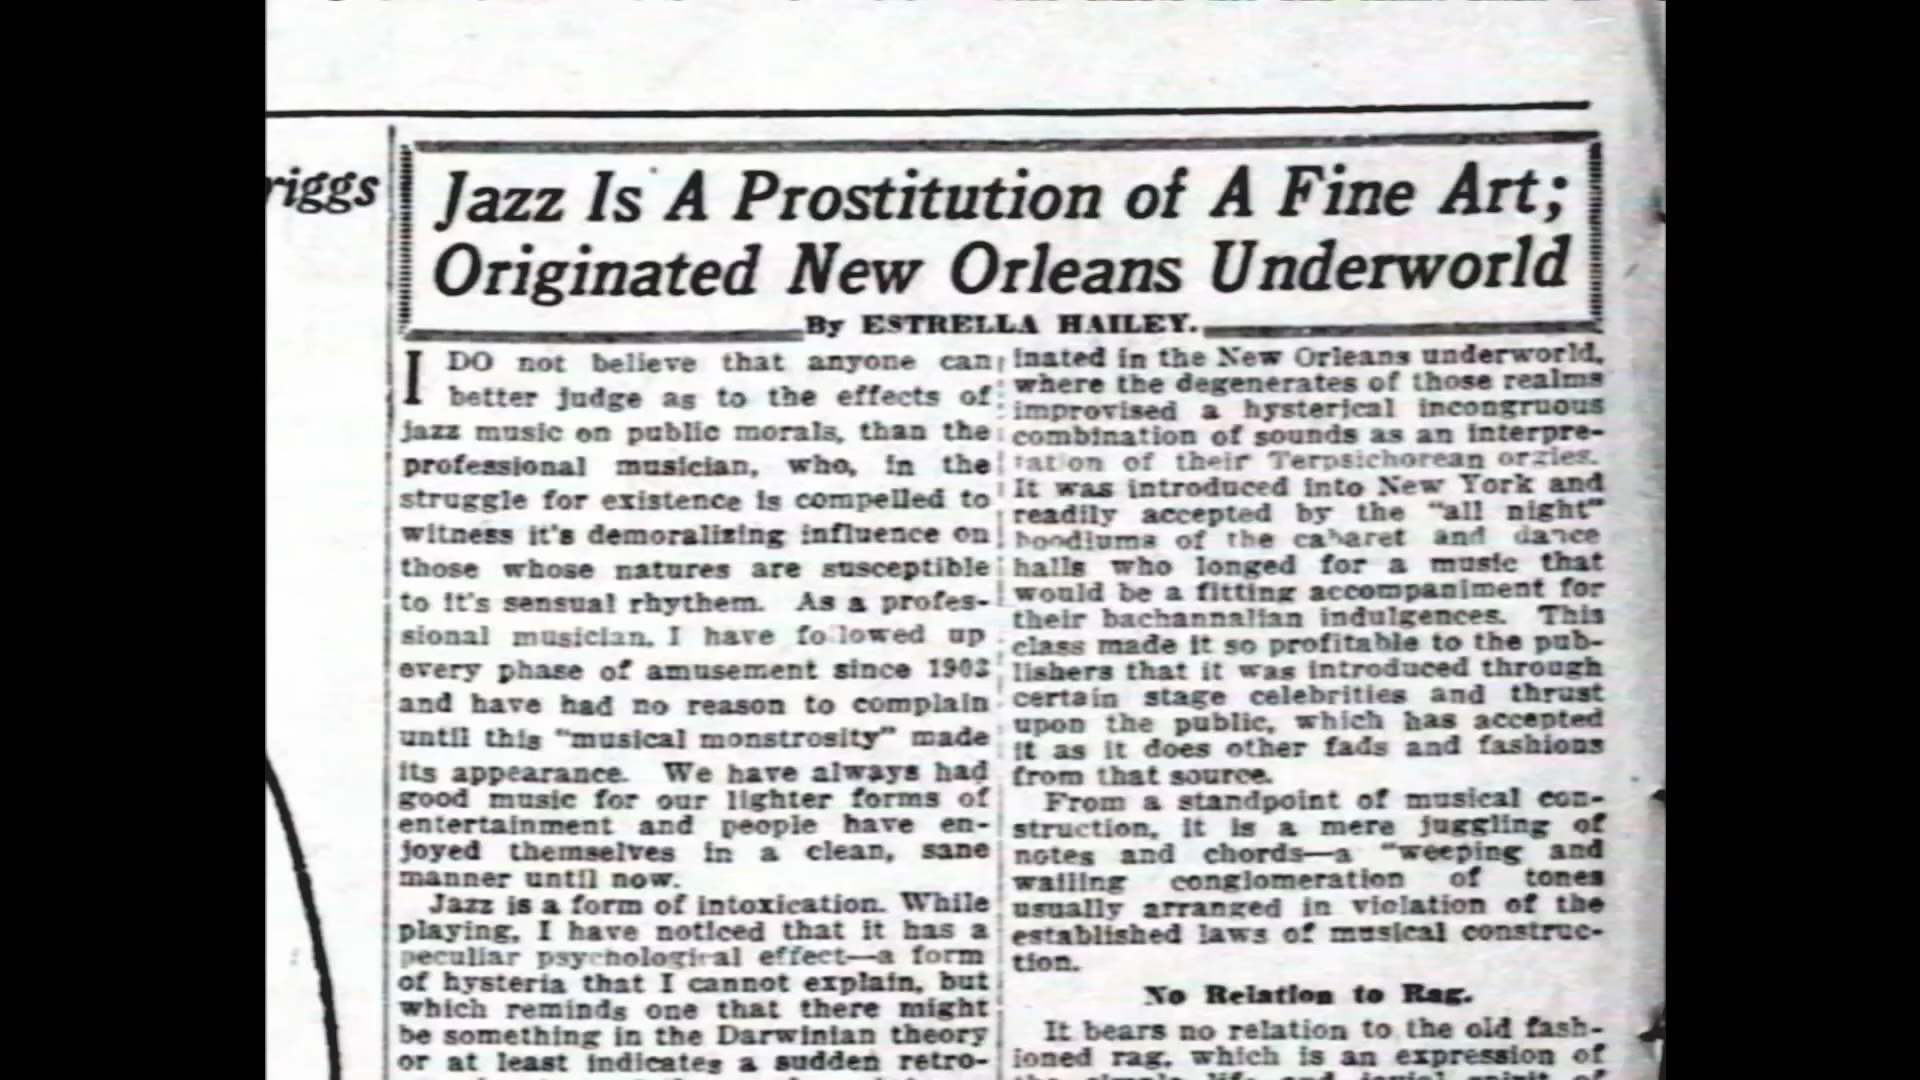 riggs
Jazz Is A Prostitution of A Fine Art;
Originated New Orleans Underworld
By ESTRELLA HAILEY.
I DO not believe that anyone can
better judge as to the effects of
jazz music on public morals, than the
professional musician, who, in the
struggle for existence is compelled to
witness it's demoralizing influence on
those whose natures are susceptible
to it's sensual rhythem. As a profes-
sional musician, I have fo lowed up
every phase of amusement since
and have had no reason to complain
until this "musical monstrosity" made
its appearance. We have always had
good music for our lighter forms of
entertainment and people have en-
joyed themselves in a clean, sane
manner until now.
Jazz is a form of intoxication. While
playing, I have noticed that it has a
peculiar psychological effect—a form
of hysteria that I cannot explain, but
which reminds one that there might
be something in the Darwinian theory
or at least indicates a sudden retro-
inated in the New Orleans underworld,
where the degenerates of those realms
improvised a hysterical incongruous
combination of sounds as an interpre-
tation of their Terpsichorean orgies.
It was introduced into New York and
readily accepted by the "all night"
hoodlums of the cabaret and dance
halls who longed for a music that
would be a fitting accompaniment for
their bachannalian indulgences. This
class made it so profitable to the pub-
lishers that it was introduced through
certain stage celebrities and thrust
upon the public, which has accepted
it as it does other fads and fashions
from that source.
From a standpoint of musical con-
struction, it is a mere juggling of
notes and chords—a "weeping and
wailing conglomeration of tones
usually arranged in violation of the
established laws of musical construc-
tion.
No Relation to Rag.
It bears no relation to the old fash-
ioned rag, which is an expression of